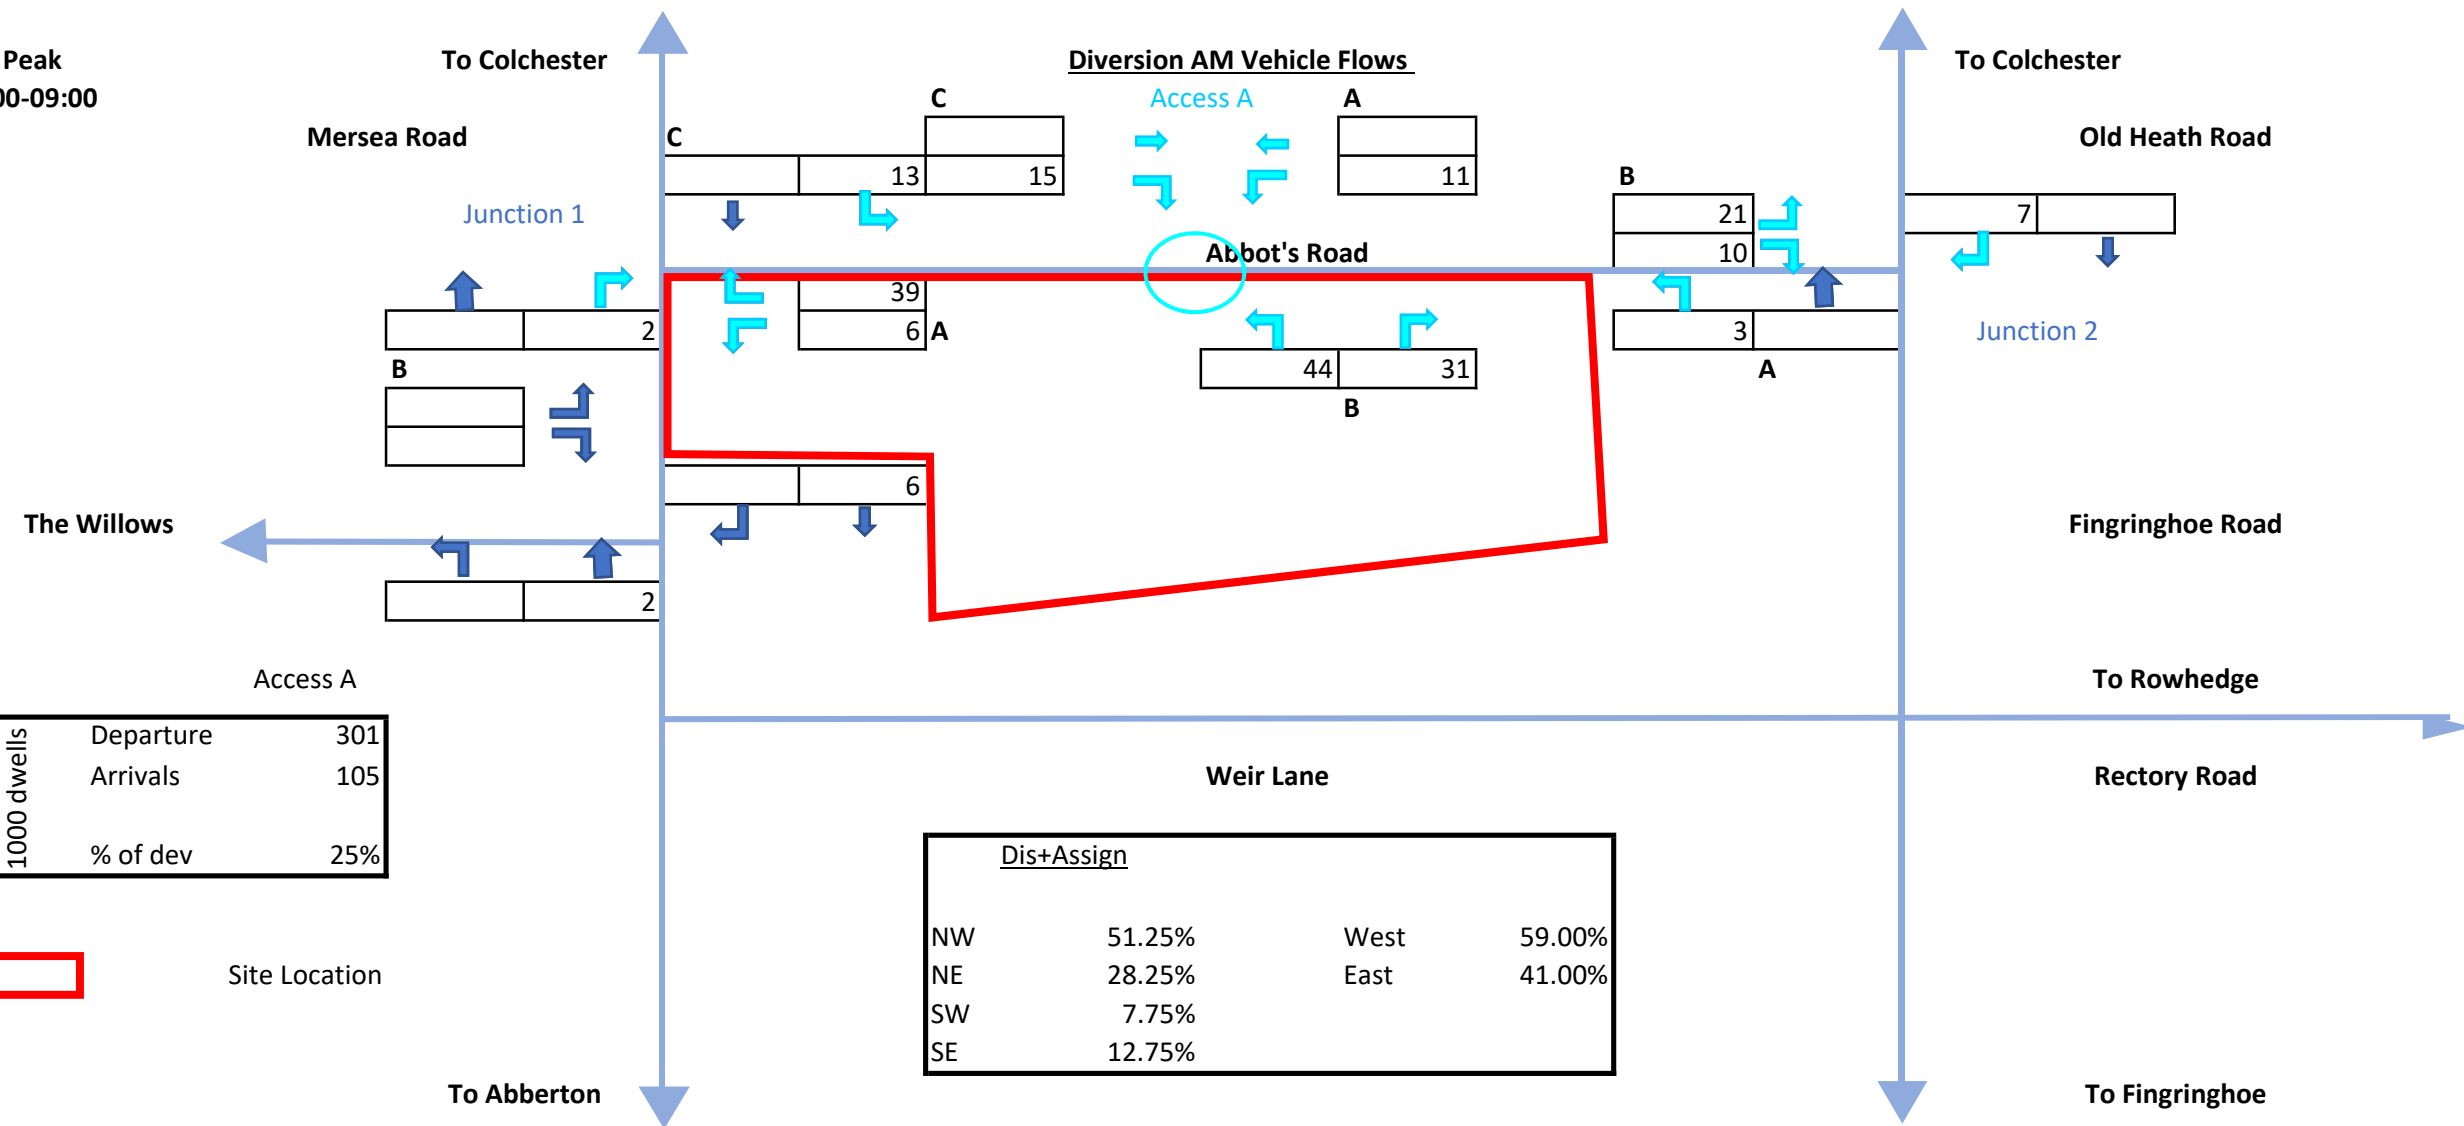 Peak
To Colchester
Diversion AM Vehicle Flows
To Colchester
00-09:00
C
Access A
A
Mersea Road
C
Old Heath Road
13
15
11
B
Junction 1
21
7
Abbot's Road
10
39
2
6
A
3
Junction 2
B
44
31
A
B
6
The Willows
Fingringhoe Road
2
Access A
To Rowhedge
1000 dwells
Departure 301
Arrivals 105
% of dev 25%
Weir Lane
Rectory Road
Dis+Assign
NW 51.25% West 59.00%
NE 28.25% East 41.00%
SW 7.75%
SE 12.75%
Site Location
To Abberton
To Fingringhoe